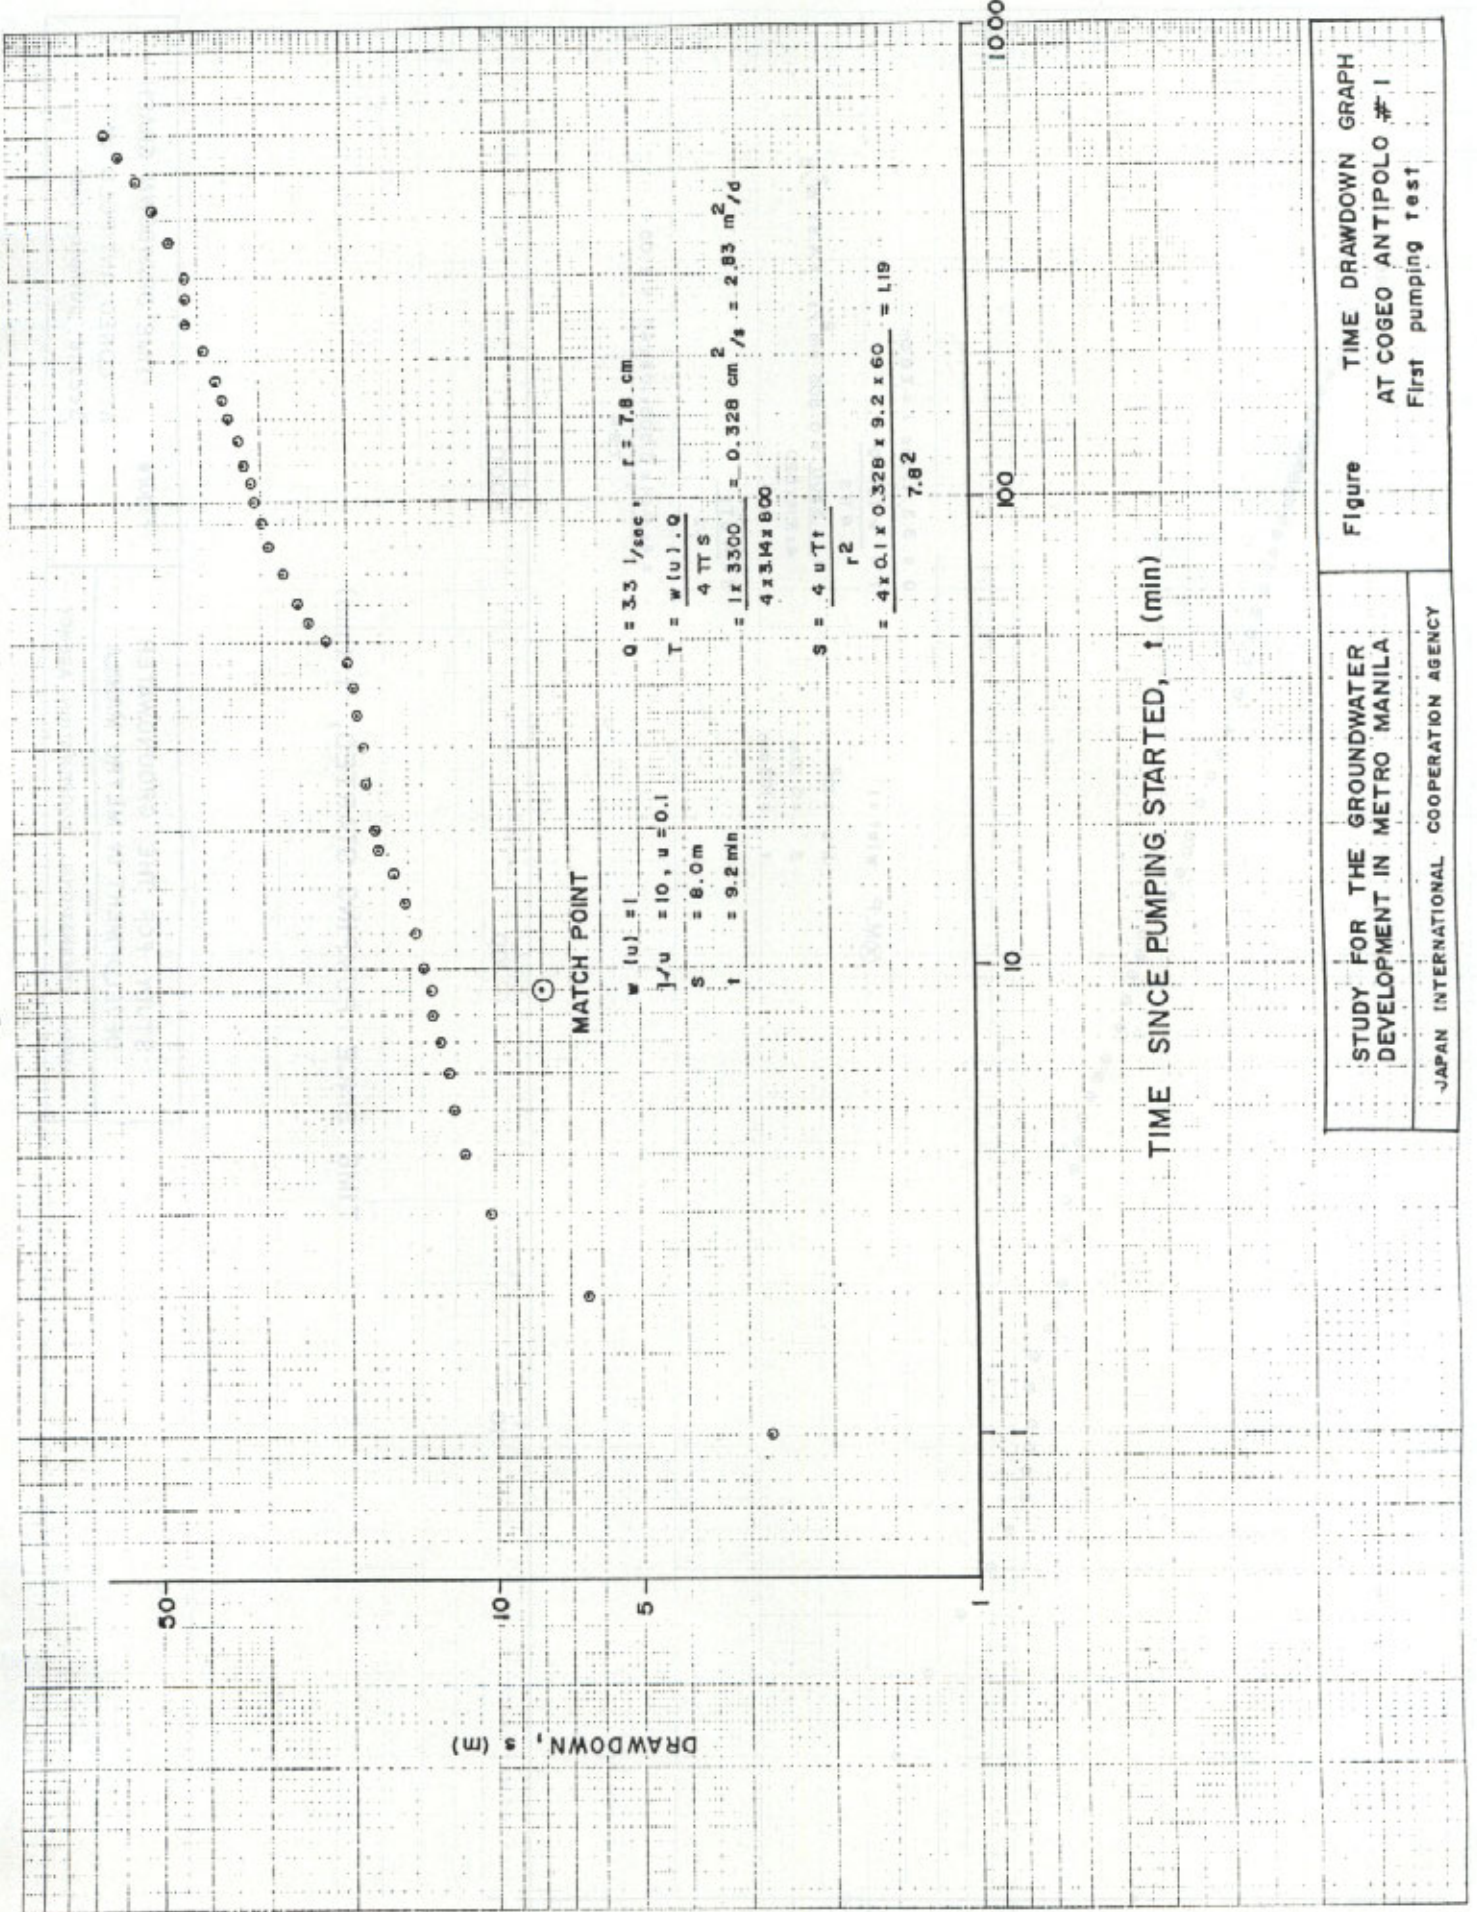 DRAWDOWN, s (m)
50
10
5
1
1
10
100
1000
TIME SINCE PUMPING STARTED, t (min)
MATCH POINT
w (u) = 1
1/u = 10, u = 0.1
S = 8.0 m
t = 9.2 min
Q = 3.3 l/sec, r = 7.8 cm
T = w(u).Q
4 π S
= 1 x 3300 = 0.328 cm²/s = 2.83 m²/d
4 x 3.14 x 800
S = 4 uTt
r²
= 4 x 0.1 x 0.328 x 9.2 x 60 = 1.19
7.8²
STUDY FOR THE GROUNDWATER
DEVELOPMENT IN METRO MANILA
JAPAN INTERNATIONAL COOPERATION AGENCY
Figure TIME DRAWDOWN GRAPH
AT COGEO ANTIPOLO # 1
First pumping test